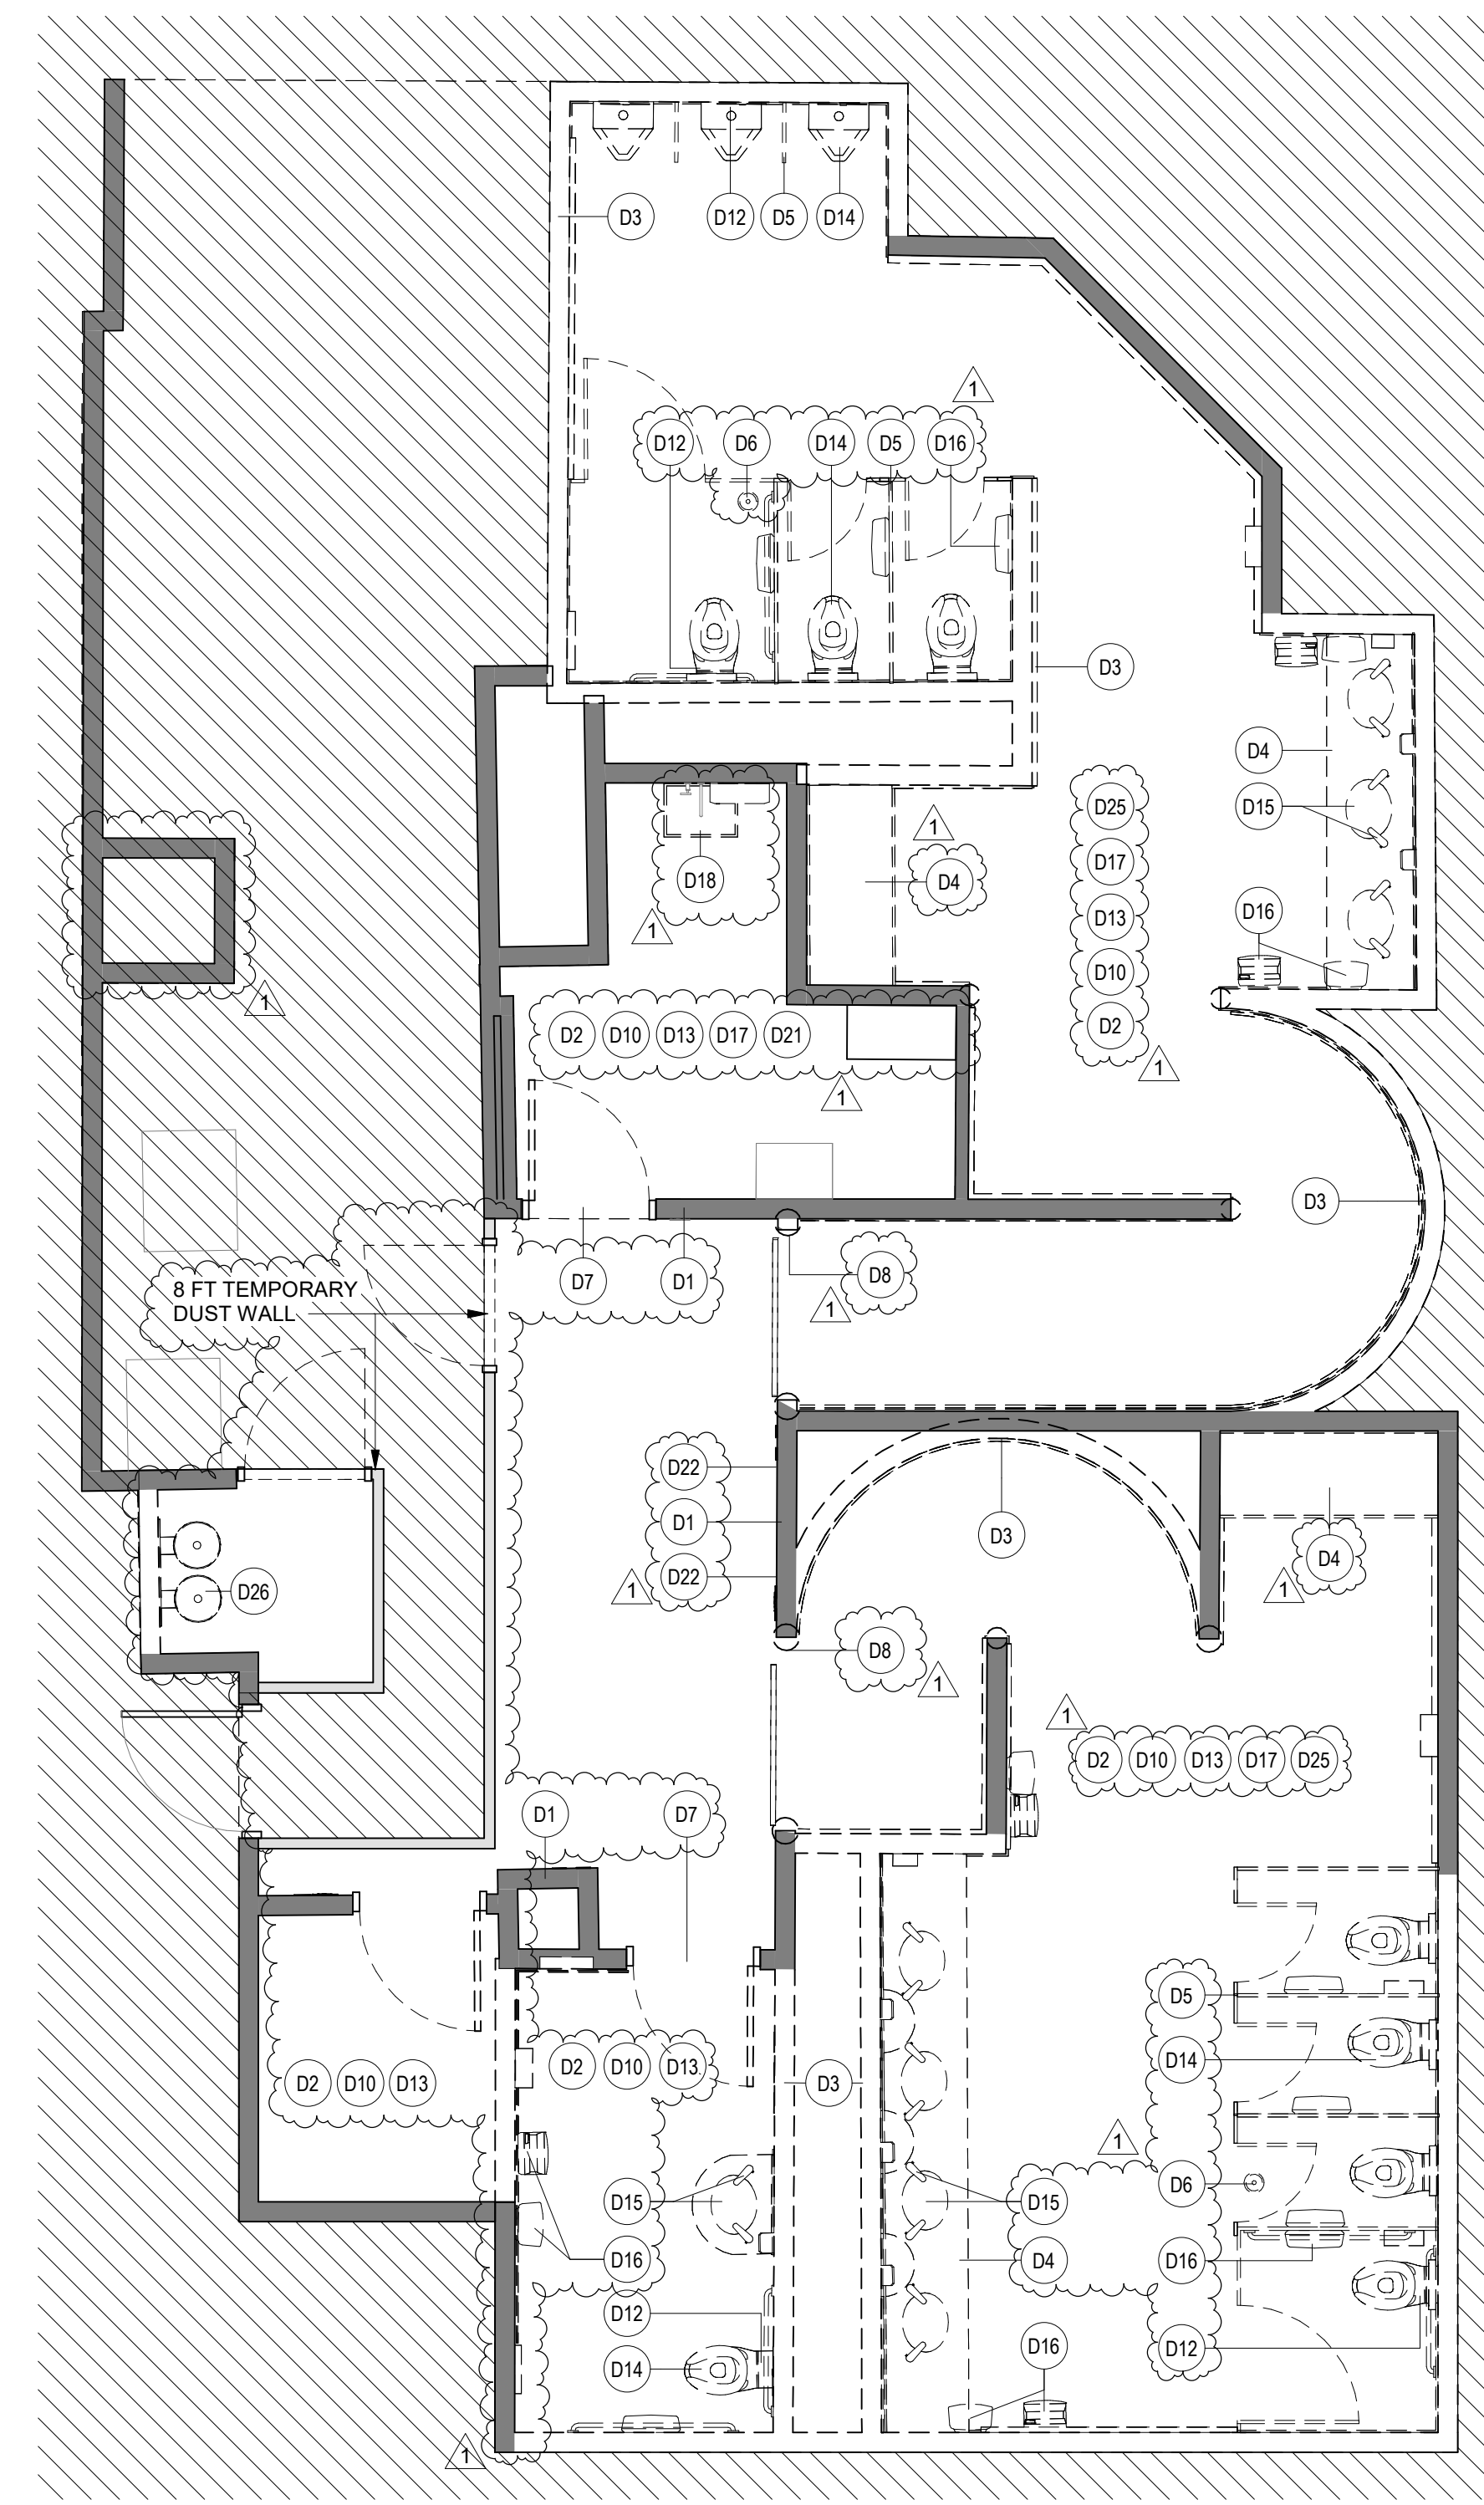 D3 D12 D5 D14
1
D12 D6 D14 D5 D16
D3
D4
D25
D15
1
D17
D18
D4
D16
D13
1
D10
1
D2 D10 D13 D17 D21
D2
1
1
D3
D7 D1
D8
8 FT TEMPORARY
DUST WALL
1
D22
D1
D3
D4
D22
1
1
D26
D8
1
1
D2 D10 D13 D17 D25
D1 D7
D5
D14
D2 D10 D13
D2 D10 D13
D3
1
D6
D15
D15
D16
D4
D16
D12
D16
D12
D14
1